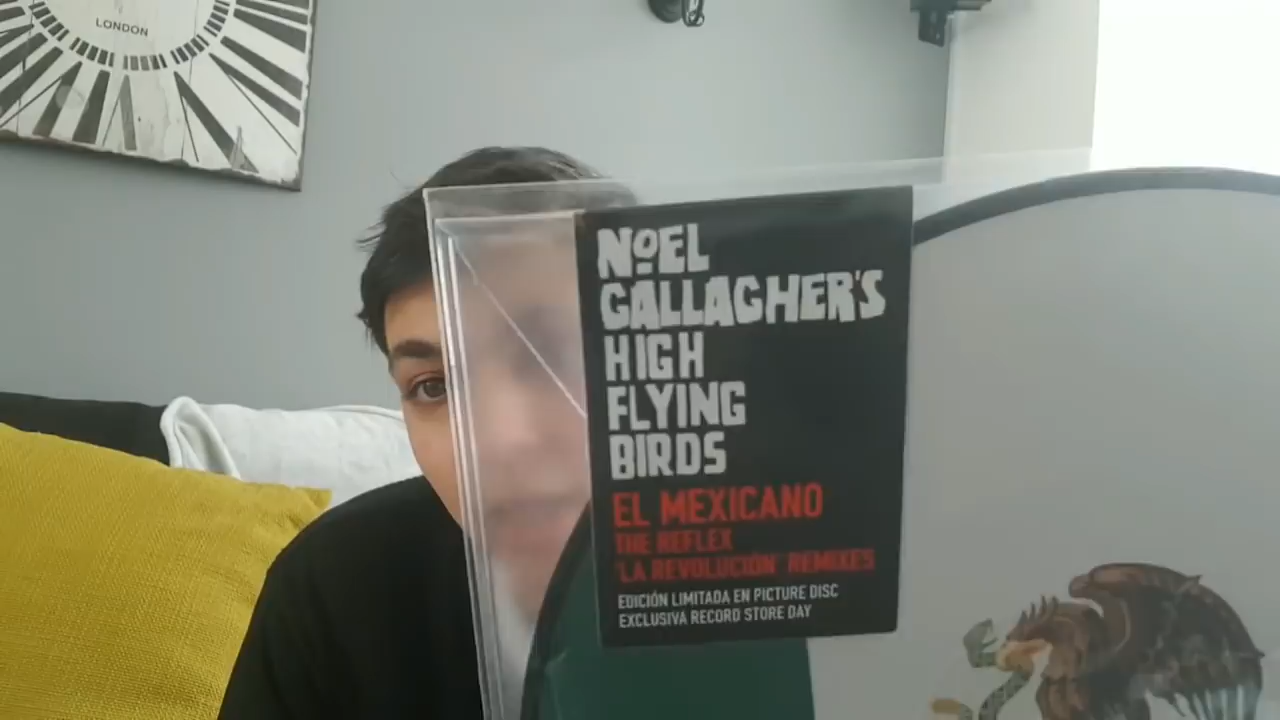 LONDON
NOEL
GALLAGHER'S
HIGH
FLYING
BIRDS
EL MEXICANO
THE REFLEX
'LA REVOLUCIÓN' REMIXES
EDICIÓN LIMITADA EN PICTURE DISC
EXCLUSIVA RECORD STORE DAY